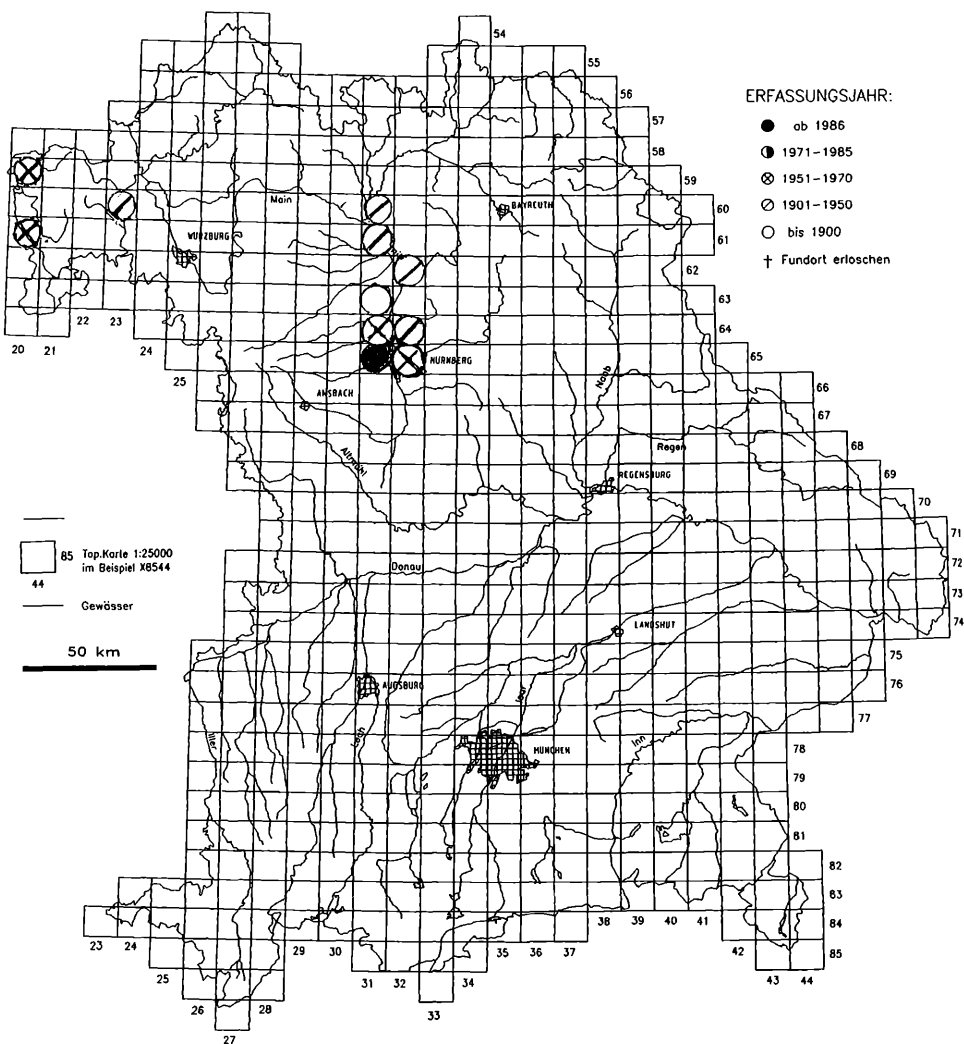 54
55
56
57
58
59
60
61
62
63
64
65
66
67
68
69
70
71
72
73
74
75
76
77
78
79
80
81
82
83
84
85
ERFASSUNGSJAHR:
ab 1986
1971-1985
1951-1970
1901-1950
bis 1900
† Fundort erloschen
Main
BAYREUTH
WÜRZBURG
20
21
22
23
24
25
NÜRNBERG
ANSBACH
Naab
Altmühl
Regen
REGENSBURG
85 Top.Karte 1:25000
im Beispiel X8544
44
Gewässer
50 km
Donau
LANDSHUT
AUGSBURG
Isar
Iller
Lech
Inn
MÜNCHEN
23
24
25
26
27
28
29
30
31
32
33
34
35
36
37
38
39
40
41
42
43
44